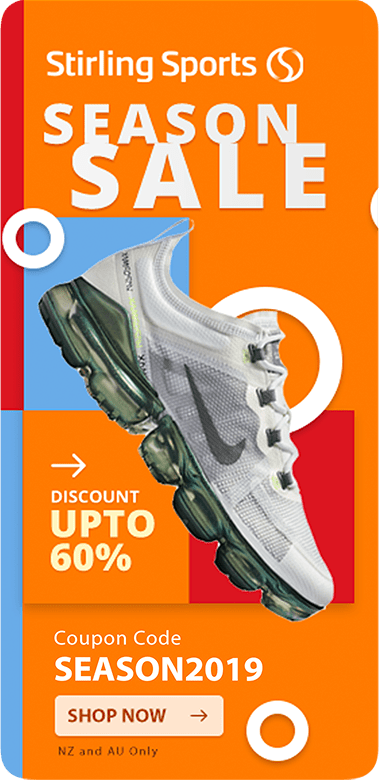 Stirling Sports
SEASON
SALE
DISCOUNT
UPTO
60%
Coupon Code
SEASON2019
SHOP NOW
NZ and AU Only